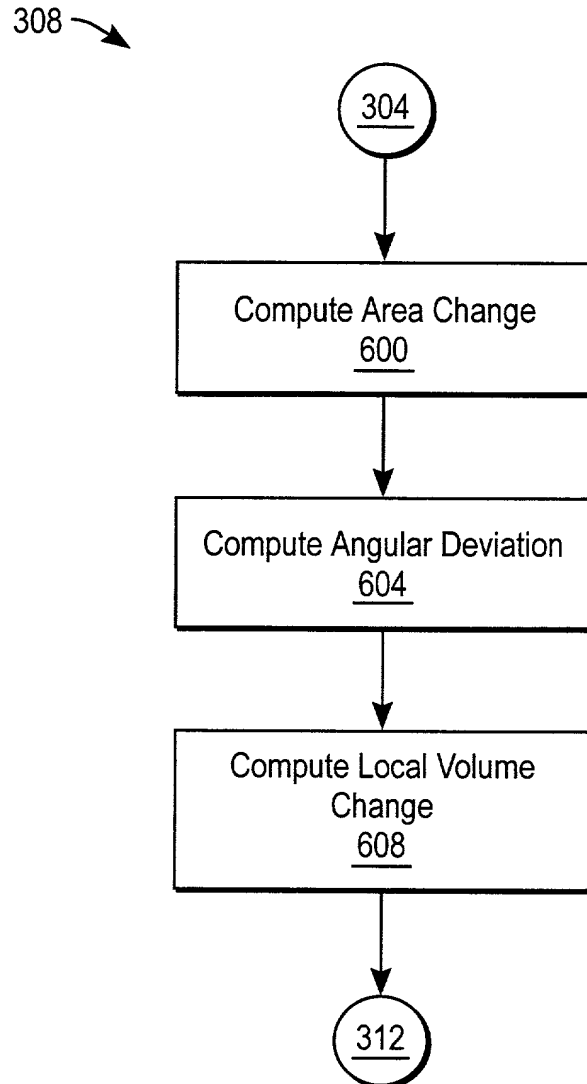 308
304
Compute Area Change
600
Compute Angular Deviation
604
Compute Local Volume
Change
608
312